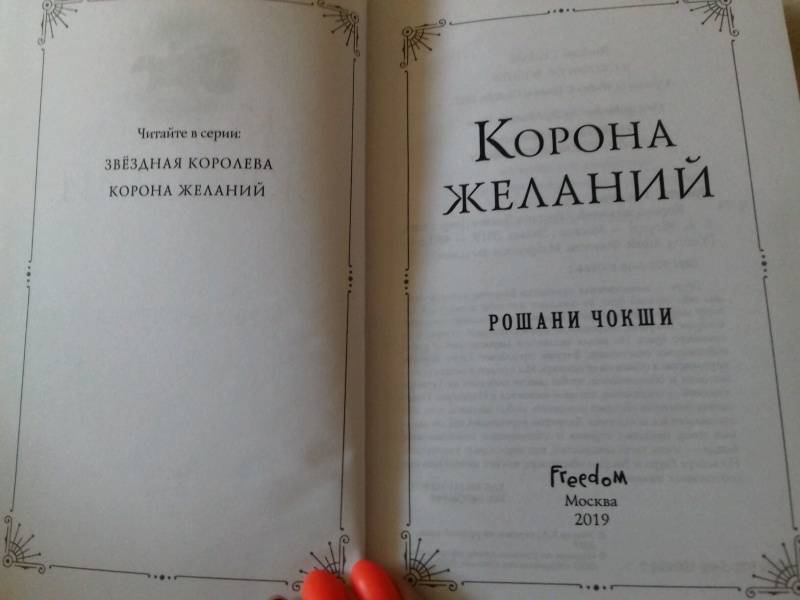 Читайте в серии:
ЗВЁЗДНАЯ КОРОЛЕВА
КОРОНА ЖЕЛАНИЙ
КОРОНА
ЖЕЛАНИЙ
РОШАНИ ЧОКШИ
Freedom
Москва
2019